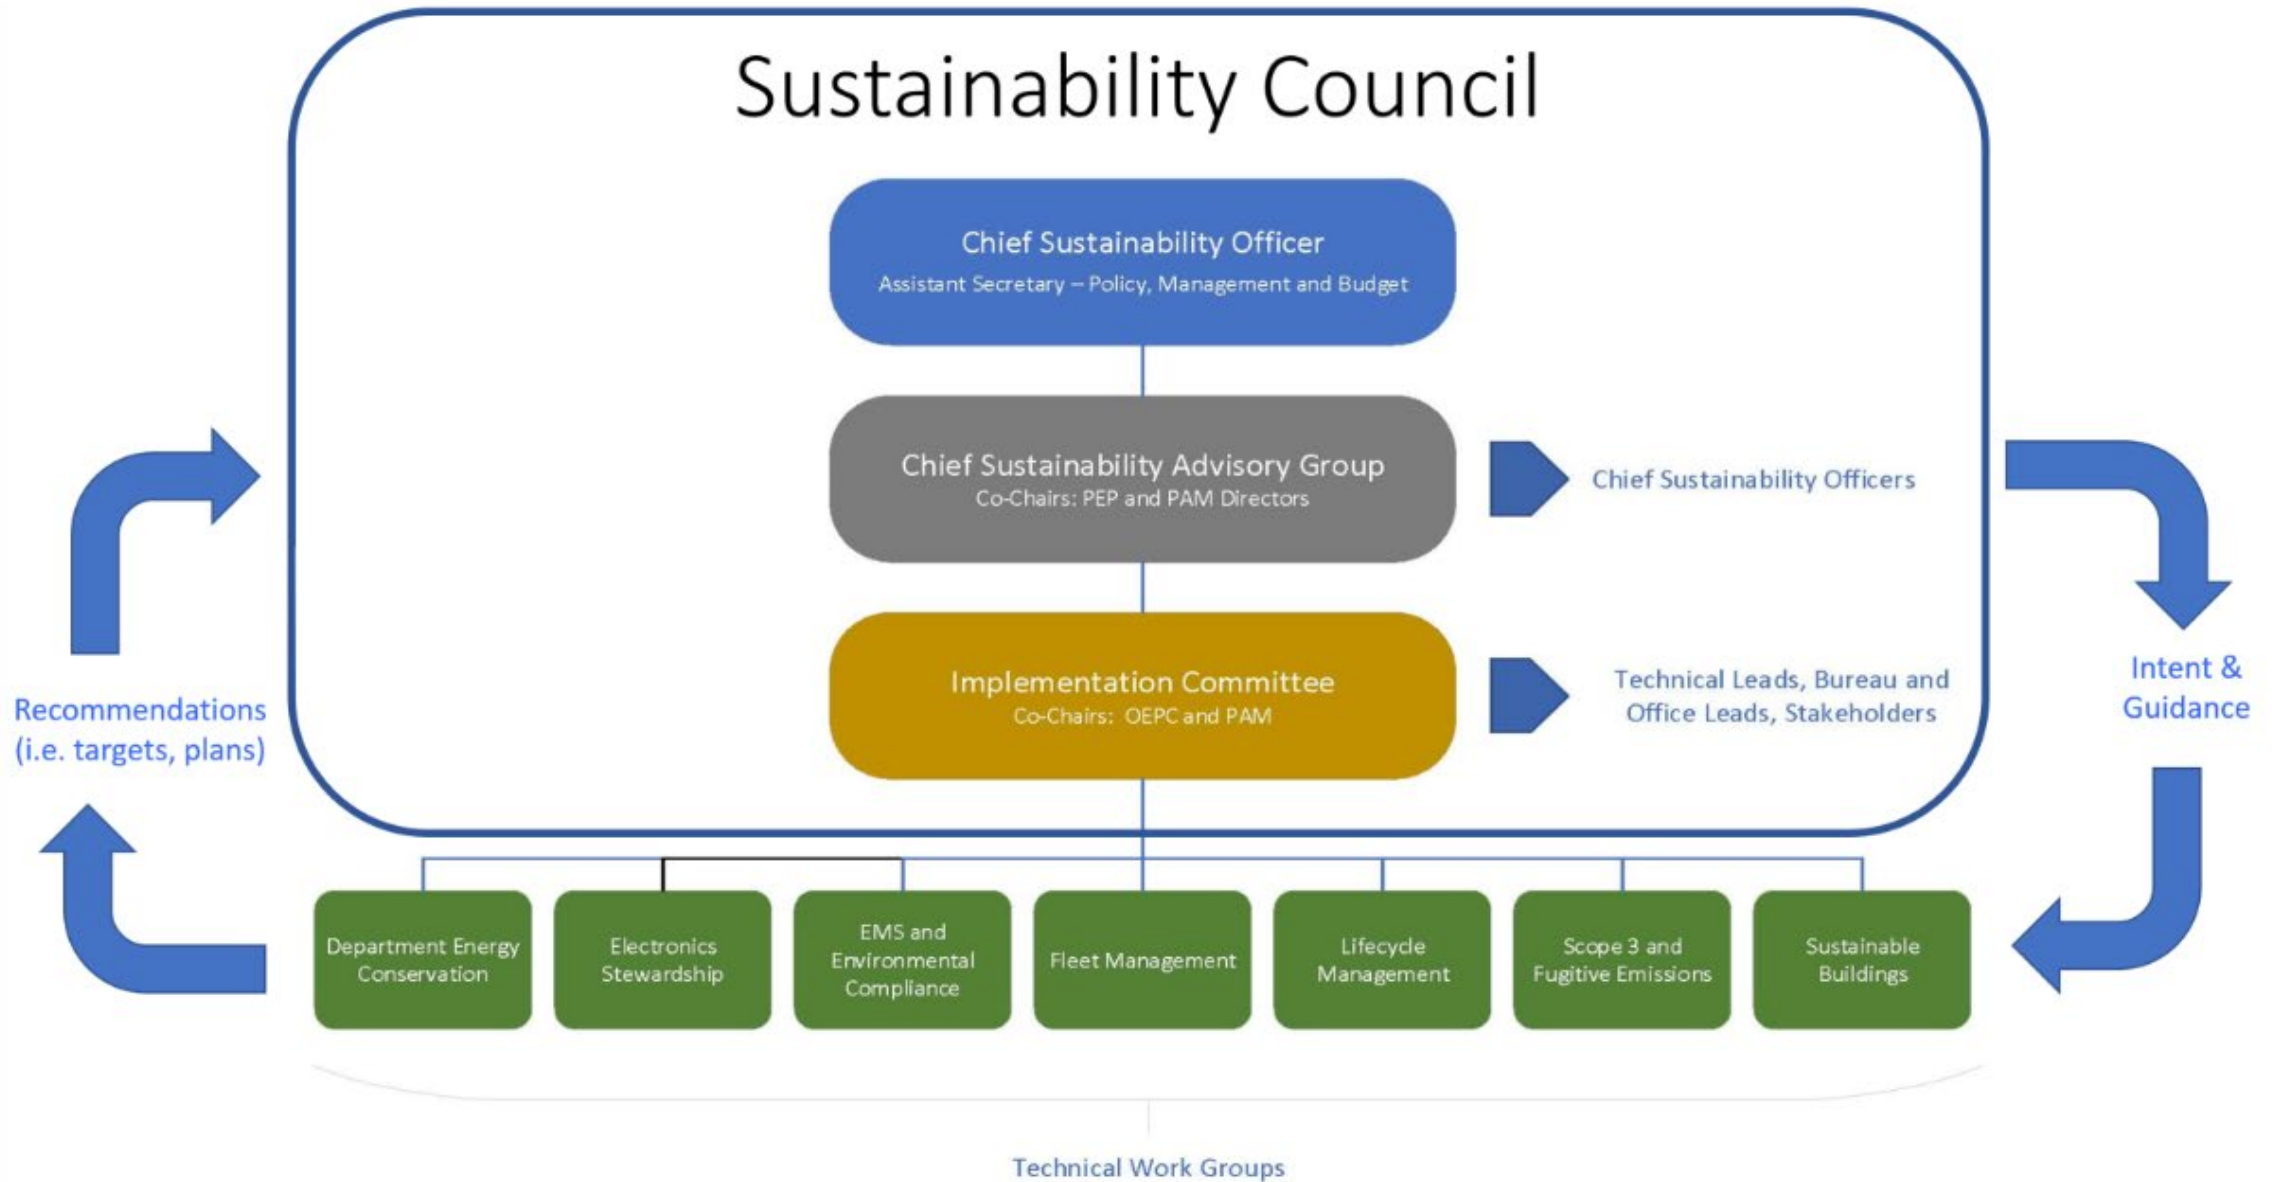 Sustainability Council
Chief Sustainability Officer
Assistant Secretary – Policy, Management and Budget
Chief Sustainability Advisory Group
Co-Chairs: PEP and PAM Directors
Chief Sustainability Officers
Implementation Committee
Co-Chairs: OEPC and PAM
Technical Leads, Bureau and
Office Leads, Stakeholders
Recommendations
(i.e. targets, plans)
Intent &
Guidance
Department Energy
Conservation
Electronics
Stewardship
EMS and
Environmental
Compliance
Fleet Management
Lifecycle
Management
Scope 3 and
Fugitive Emissions
Sustainable
Buildings
Technical Work Groups